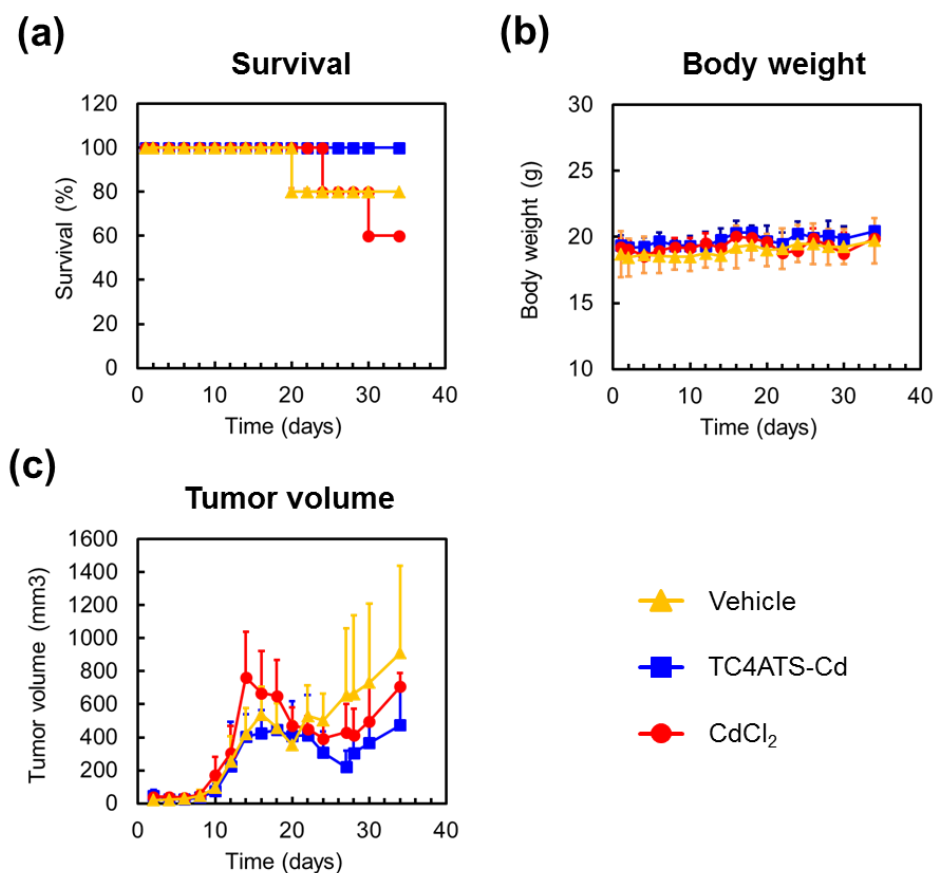 (a)
Survival
120
100
80
60
40
20
0
Survival (%)
0 10 20 30 40
Time (days)
(b)
Body weight
30
25
20
15
10
Body weight (g)
0 10 20 30 40
Time (days)
(c)
Tumor volume
1600
1400
1200
1000
800
600
400
200
0
Tumor volume (mm3)
0 10 20 30 40
Time (days)
Vehicle
TC4ATS-Cd
CdCl₂